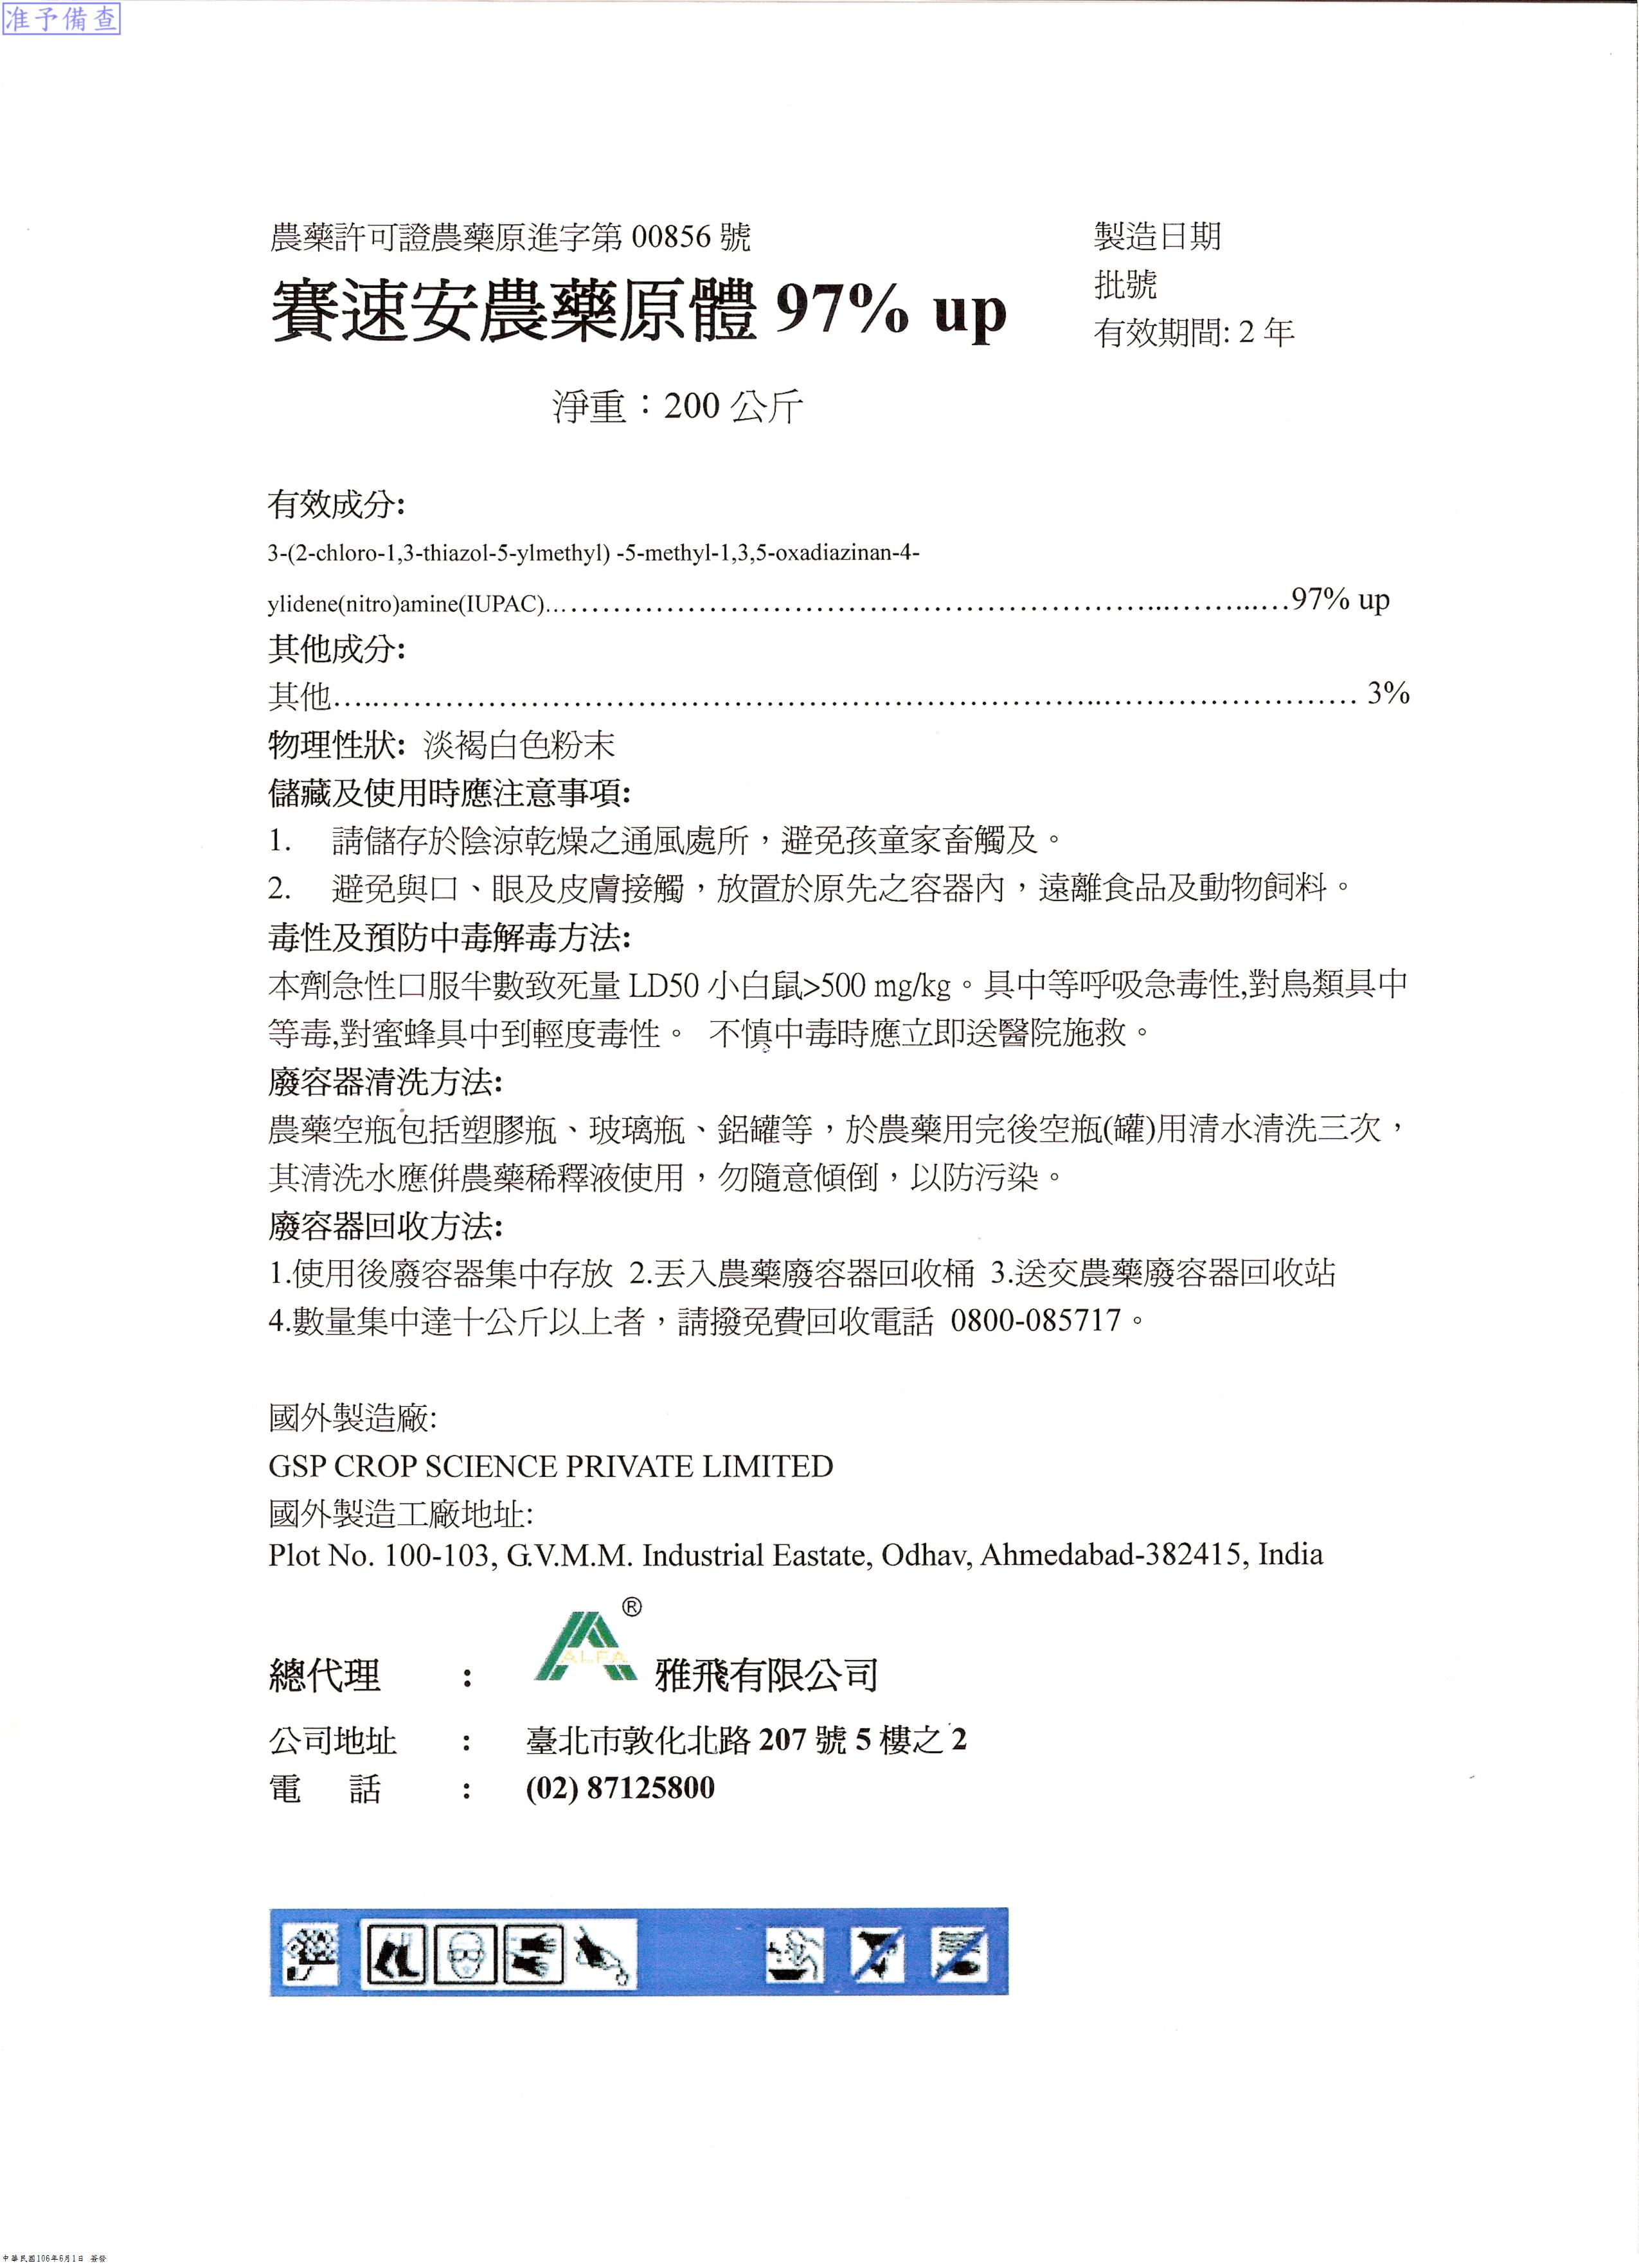 准予備查
農藥許可證農藥原進字第 00856 號
製造日期
賽速安農藥原體 97% up
批號
有效期間: 2 年
淨重：200 公斤
有效成分:
3-(2-chloro-1,3-thiazol-5-ylmethyl) -5-methyl-1,3,5-oxadiazinan-4-
ylidene(nitro)amine(IUPAC)................................................................................97% up
其他成分:
其他.................................................................................................... 3%
物理性狀: 淡褐白色粉末
儲藏及使用時應注意事項:
1. 請儲存於陰涼乾燥之通風處所，避免孩童家畜觸及。
2. 避免與口、眼及皮膚接觸，放置於原先之容器內，遠離食品及動物飼料。
毒性及預防中毒解毒方法:
本劑急性口服半數致死量 LD50 小白鼠>500 mg/kg。具中等呼吸急毒性,對鳥類具中
等毒,對蜜蜂具中到輕度毒性。 不慎中毒時應立即送醫院施救。
廢容器清洗方法:
農藥空瓶包括塑膠瓶、玻璃瓶、鋁罐等，於農藥用完後空瓶(罐)用清水清洗三次，
其清洗水應併農藥稀釋液使用，勿隨意傾倒，以防污染。
廢容器回收方法:
1.使用後廢容器集中存放 2.丟入農藥廢容器回收桶 3.送交農藥廢容器回收站
4.數量集中達十公斤以上者，請撥免費回收電話 0800-085717。
國外製造廠:
GSP CROP SCIENCE PRIVATE LIMITED
國外製造工廠地址:
Plot No. 100-103, G.V.M.M. Industrial Eastate, Odhav, Ahmedabad-382415, India
總代理 : ALFA ® 雅飛有限公司
公司地址 : 臺北市敦化北路 207 號 5 樓之 2
電 話 : (02) 87125800
中華民國106年6月1日 簽發